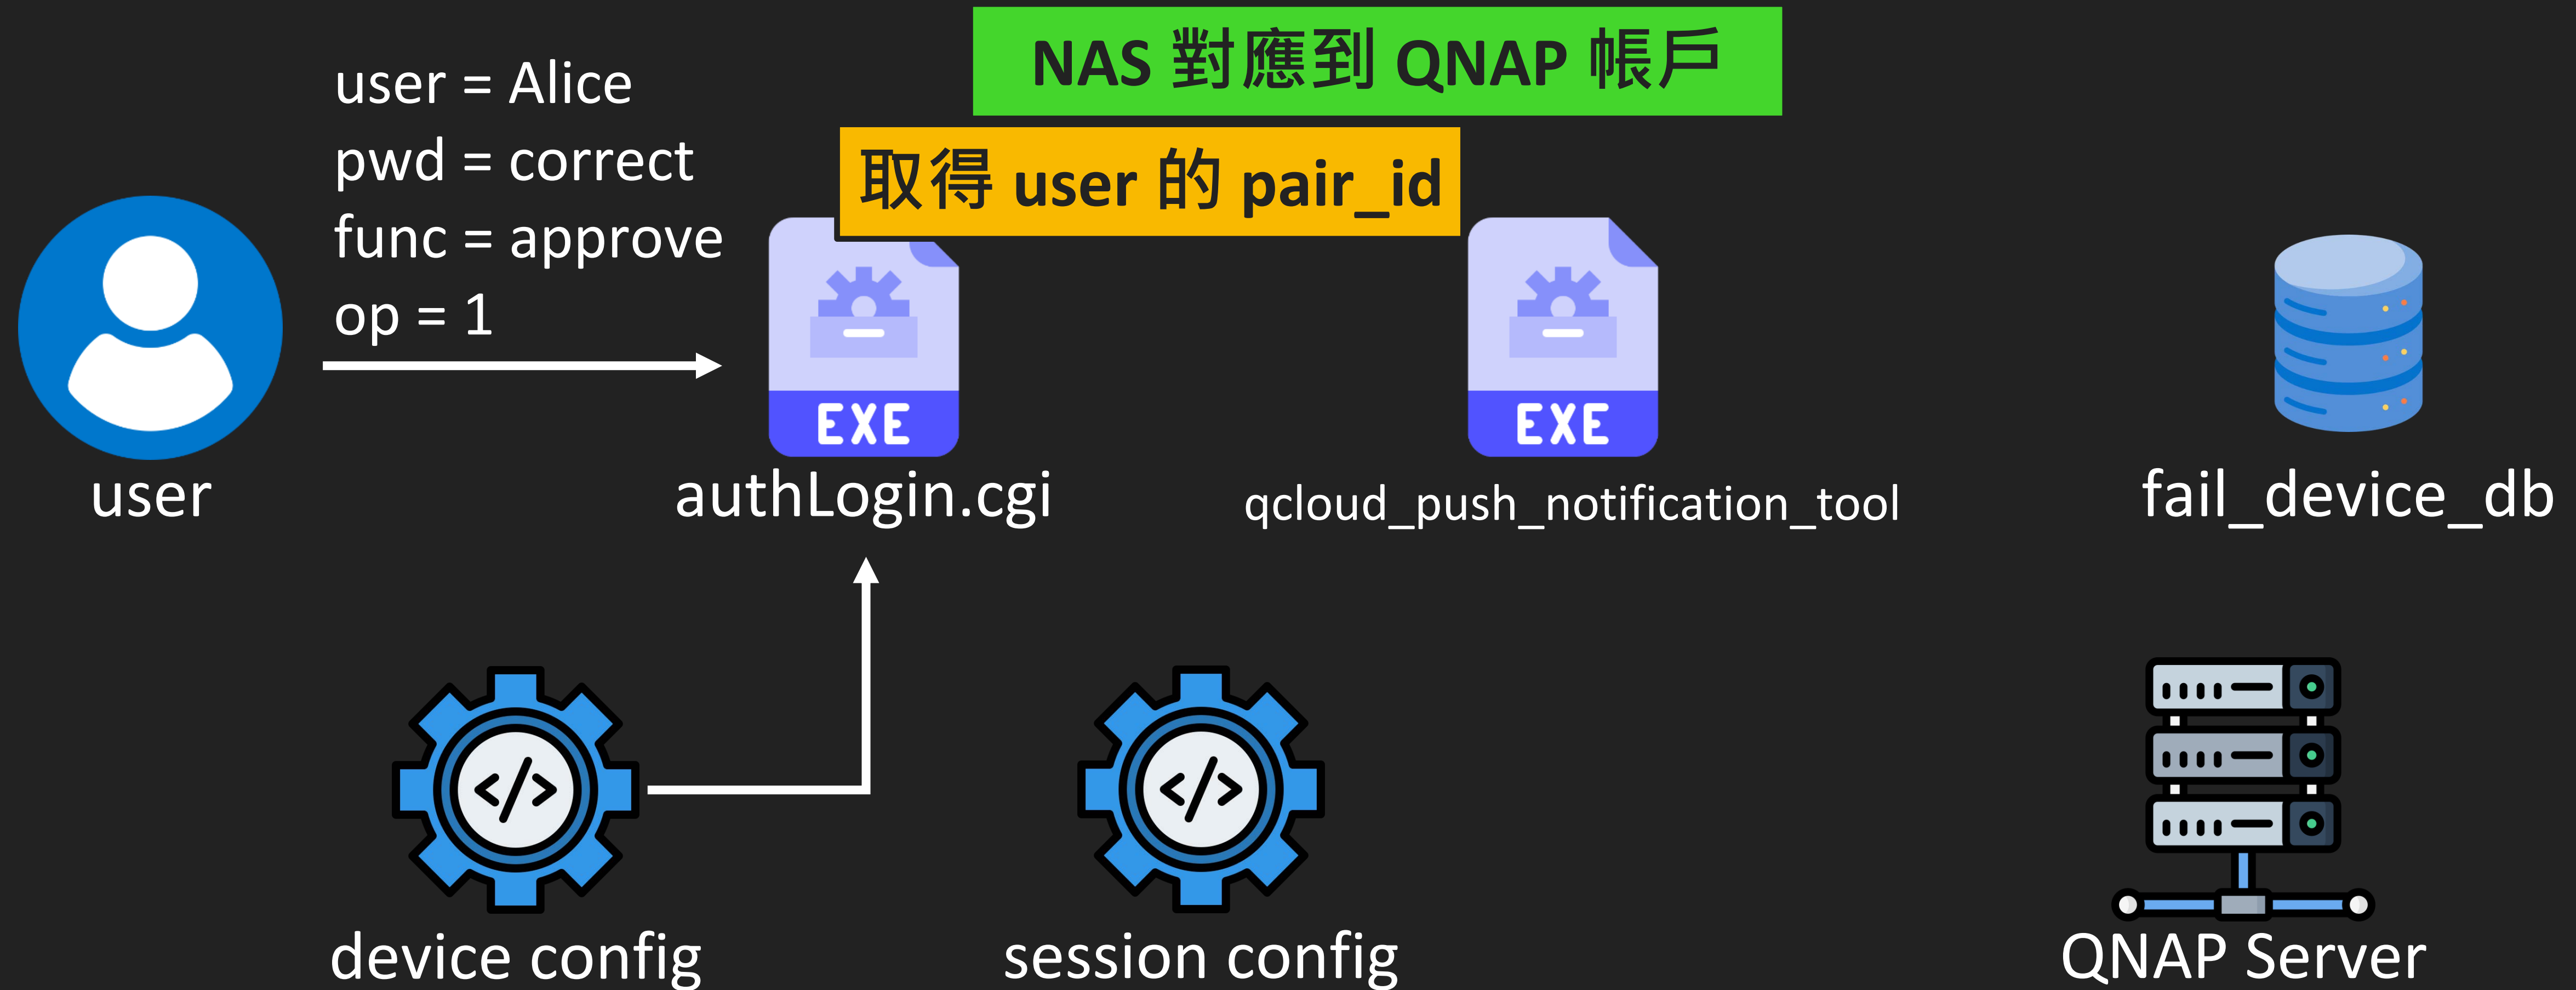 NAS 對應到 QNAP 帳戶
取得 user 的 pair_id
user = Alice
pwd = correct
func = approve
op = 1
EXE
EXE
user
authLogin.cgi
qcloud_push_notification_tool
fail_device_db
</>
</>
device config
session config
QNAP Server